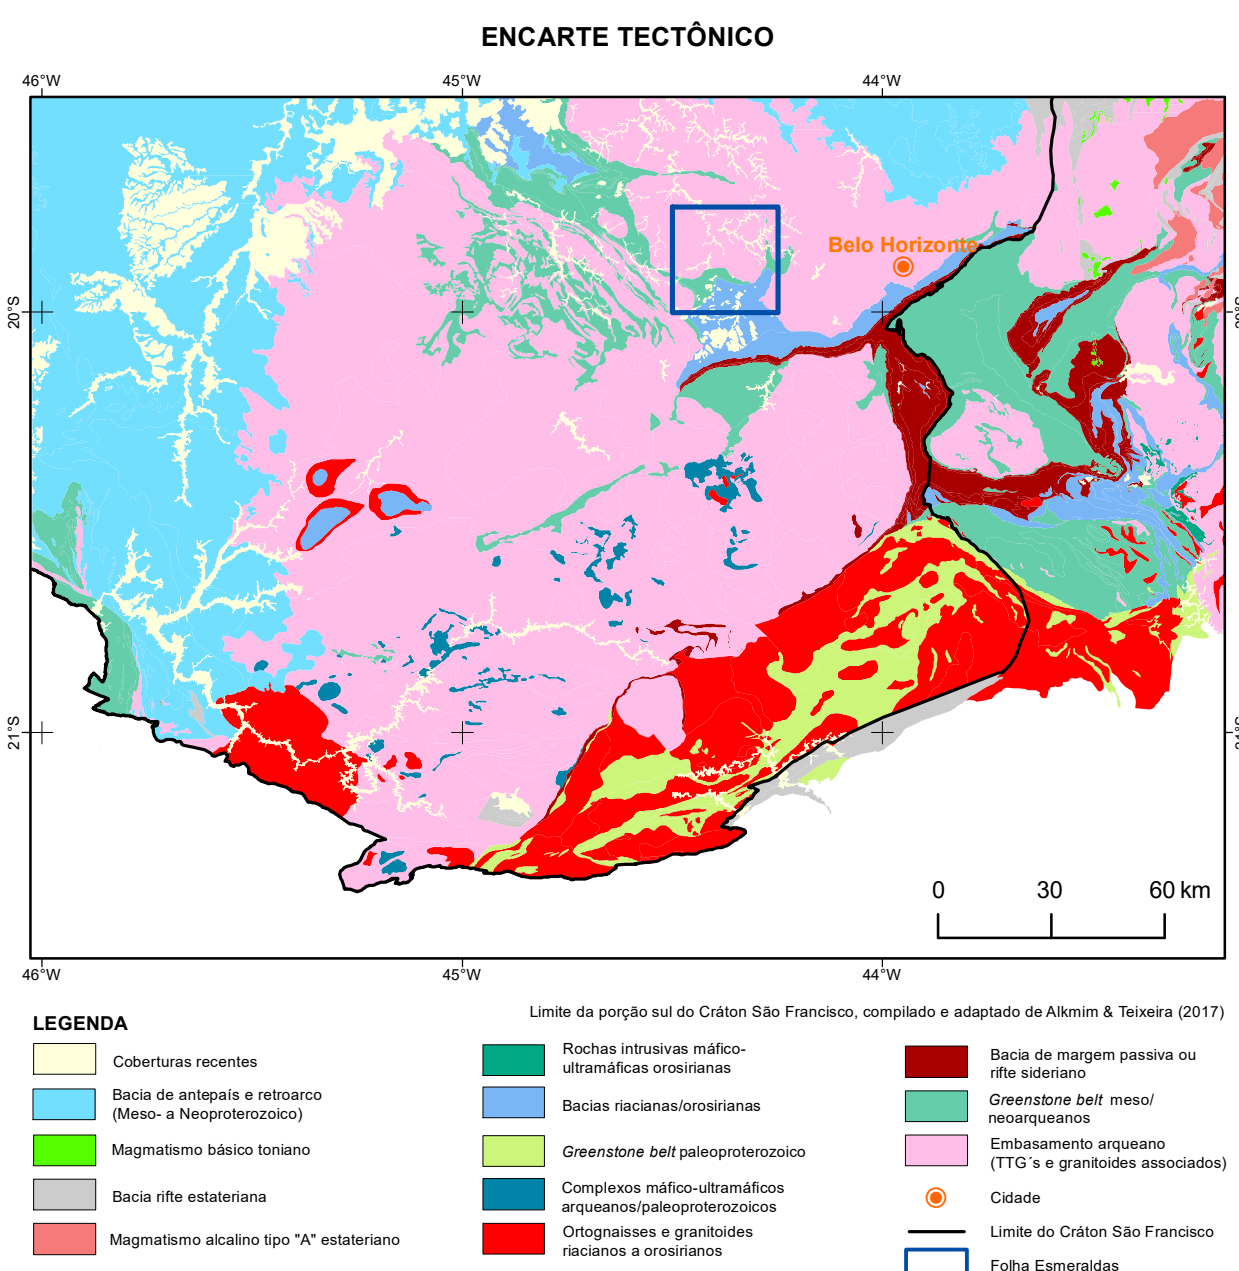 ENCARTE TECTÔNICO
46°W
45°W
44°W
Belo Horizonte
20°S
20°S
21°S
21°S
0
30
60 km
46°W
45°W
44°W
Limite da porção sul do Cráton São Francisco, compilado e adaptado de Alkmim & Teixeira (2017)
LEGENDA
Coberturas recentes
Bacia de antepaís e retroarco
(Meso- a Neoproterozoico)
Magmatismo básico toniano
Bacia rifte estateriana
Magmatismo alcalino tipo "A" estateriano
Rochas intrusivas máfico-
ultramáficas orosirianas
Bacias riacianas/orosirianas
Greenstone belt paleoproterozoico
Complexos máfico-ultramáficos
arqueanos/paleoproterozoicos
Ortognaisses e granitoides
riacianos a orosirianos
Bacia de margem passiva ou
rifte sideriano
Greenstone belt meso/
neoarqueanos
Embasamento arqueano
(TTG´s e granitoides associados)
Cidade
Limite do Cráton São Francisco
Folha Esmeraldas